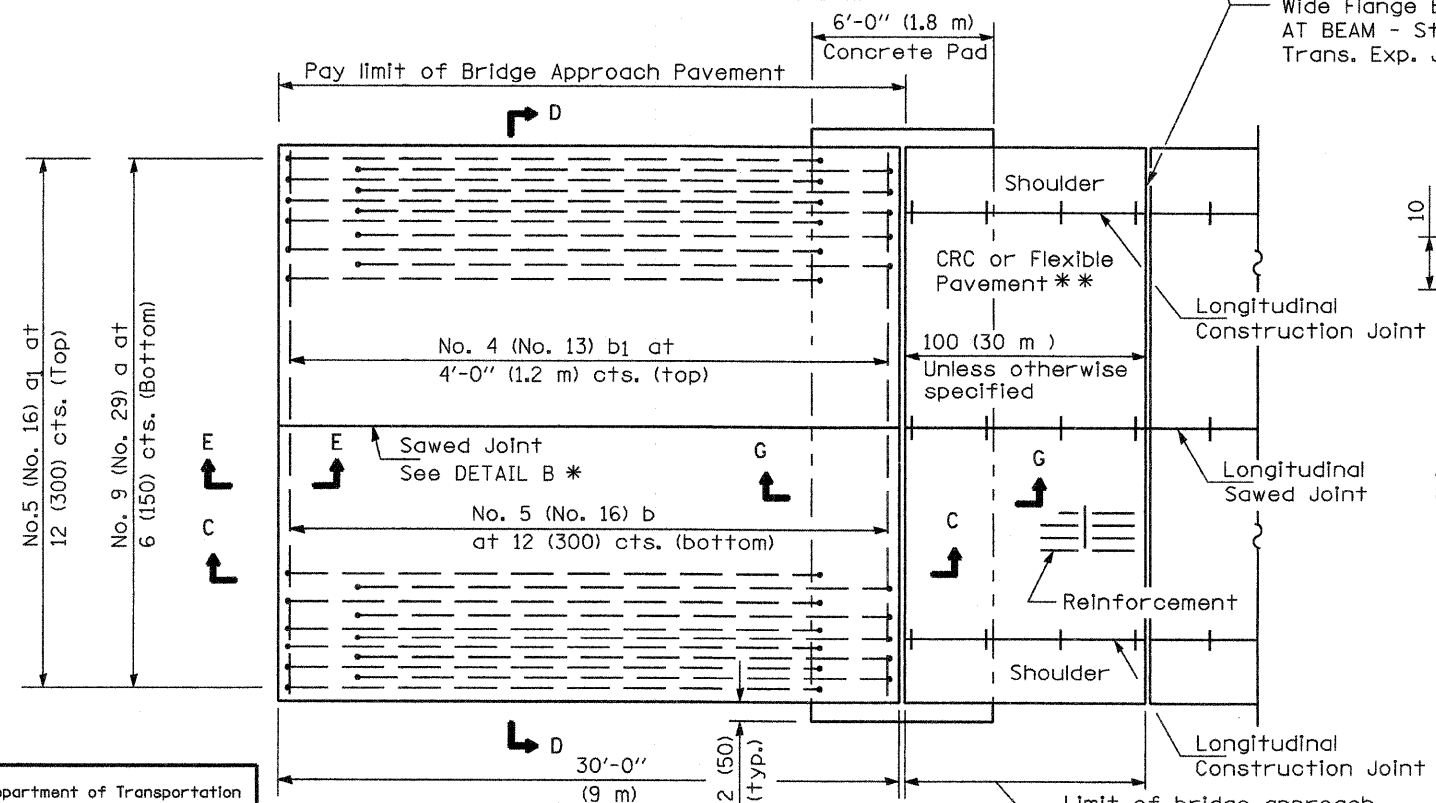 Wide Flange
AT BEAM -
Trans. Exp.
6'-0" (1.8 m)
Concrete Pad
Pay limit of Bridge Approach Pavement
D
Shoulder
10
CRC or Flexible
Pavement * *
Longitudinal
Construction Joint
No.5 (No. 16) a1 at
12 (300) cts. (Top)
No. 9 (No. 29) a at
6 (150) cts. (Bottom)
No. 4 (No. 13) b1 at
4'-0" (1.2 m) cts. (top)
100 (30 m )
Unless otherwise
specified
E
E
Sawed Joint
See DETAIL B *
G
G
Longitudinal
Sawed Joint
C
No. 5 (No. 16) b
at 12 (300) cts. (bottom)
C
Reinforcement
Shoulder
D
30'-0"
(9 m)
2 (50)
(typ.)
Longitudinal
Construction Joint
partment of Transportation
Limit of bridge approach